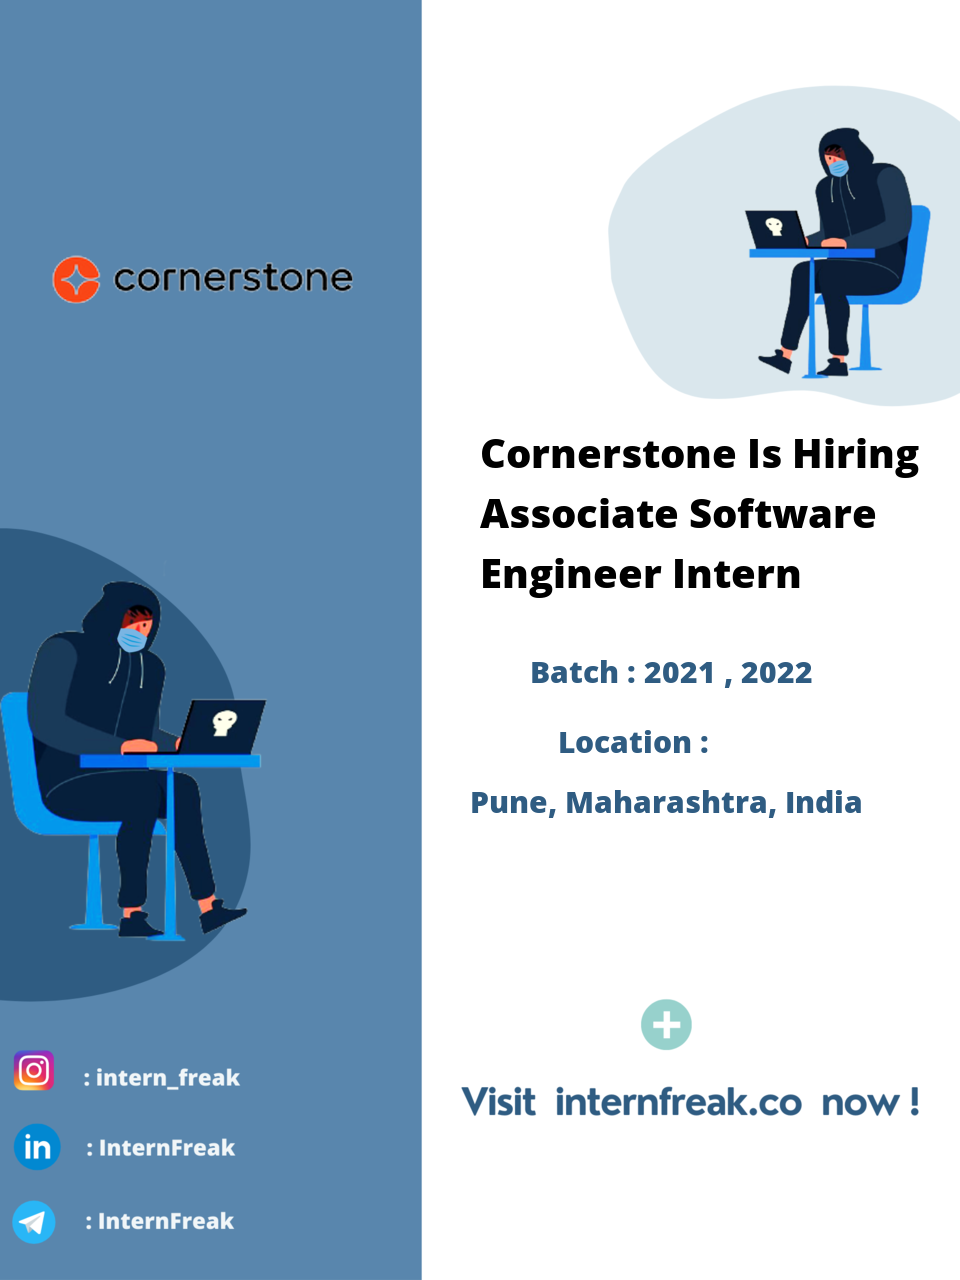 cornerstone
Cornerstone Is Hiring
Associate Software
Engineer Intern
Batch : 2021 , 2022
Location :
Pune, Maharashtra, India
: intern_freak
in : InternFreak
: InternFreak
Visit internfreak.co now !